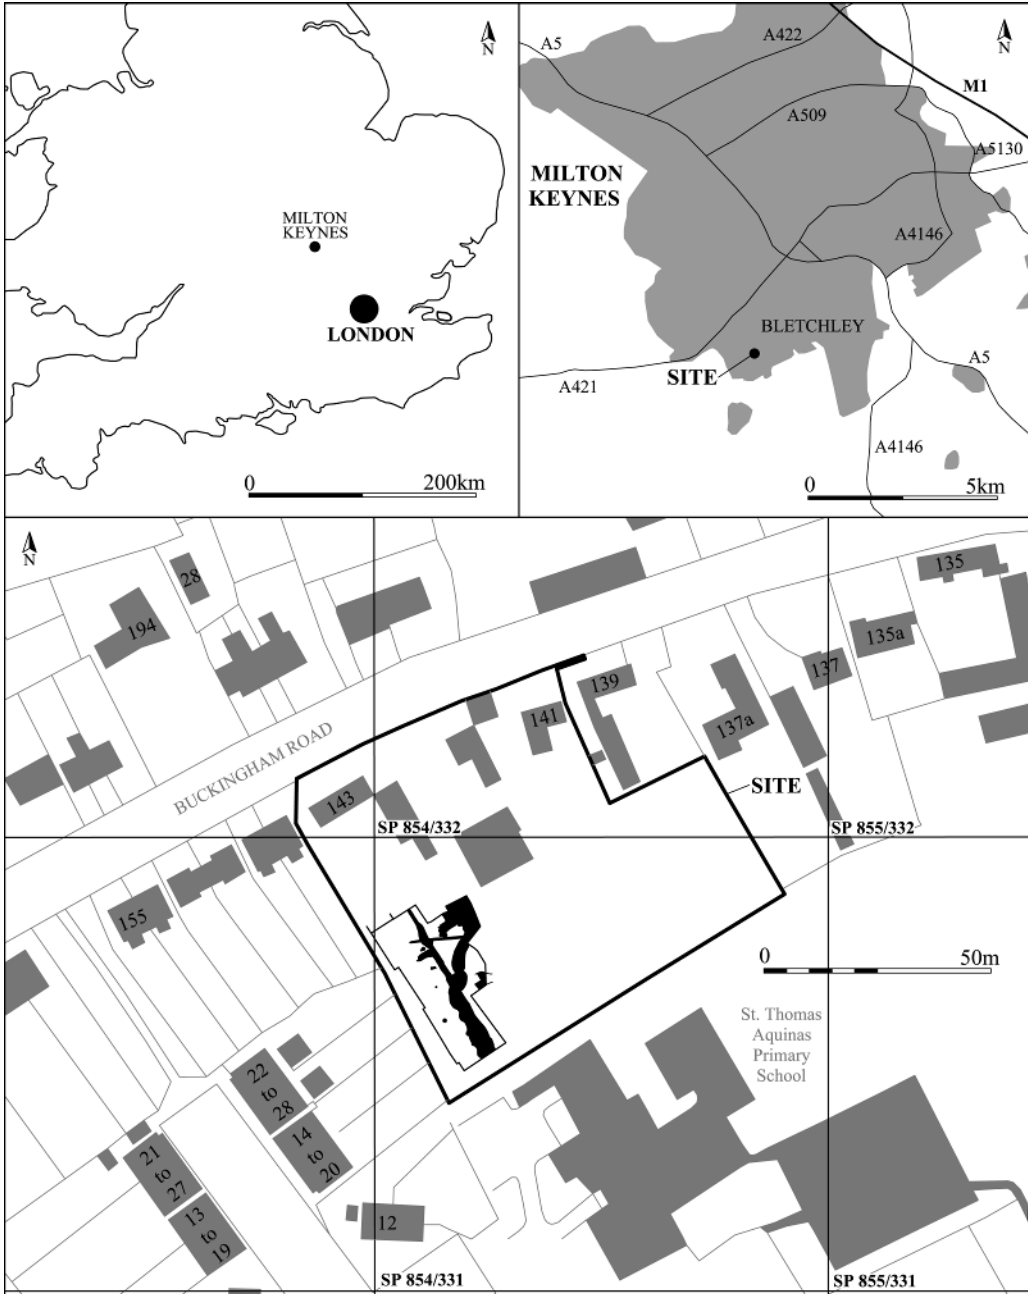 N
MILTON
KEYNES
LONDON
0 200km
N
A5
A422
M1
A509
A5130
MILTON
KEYNES
A4146
BLETCHLEY
SITE
A5
A421
A4146
0 5km
N
28
194
135
135a
137
139
141
137a
BUCKINGHAM ROAD
143
SITE
SP 854/332
SP 855/332
155
0 50m
St. Thomas
Aquinas
Primary
School
22
to
28
14
to
20
21
to
27
13
to
19
12
SP 854/331
SP 855/331